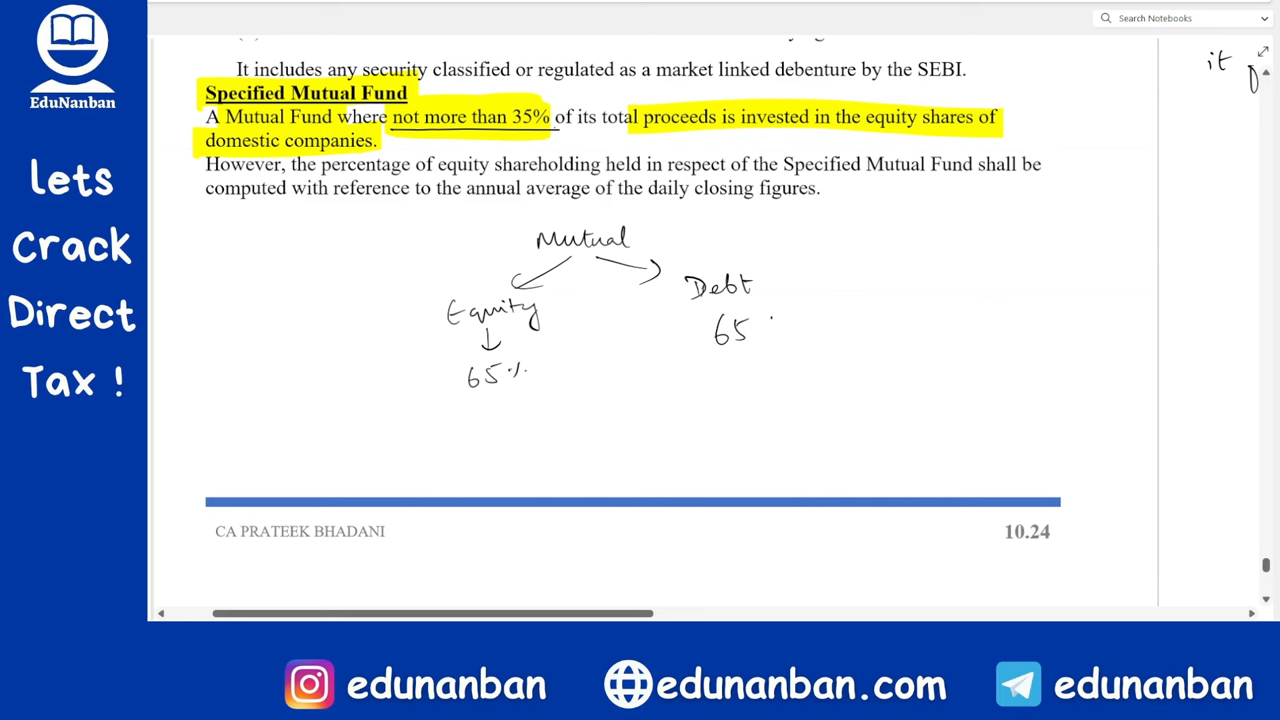 Search Notebooks
EduNanban
Lets
Crack
Direct
Tax !
It includes any security classified or regulated as a market linked debenture by the SEBI.
Specified Mutual Fund
A Mutual Fund where not more than 35% of its total proceeds is invested in the equity shares of
domestic companies.
However, the percentage of equity shareholding held in respect of the Specified Mutual Fund shall be
computed with reference to the annual average of the daily closing figures.
it
Mutual
Equity
Debt
65%
65
CA PRATEEK BHADANI
10.24
edunanban
edunanban.com
edunanban